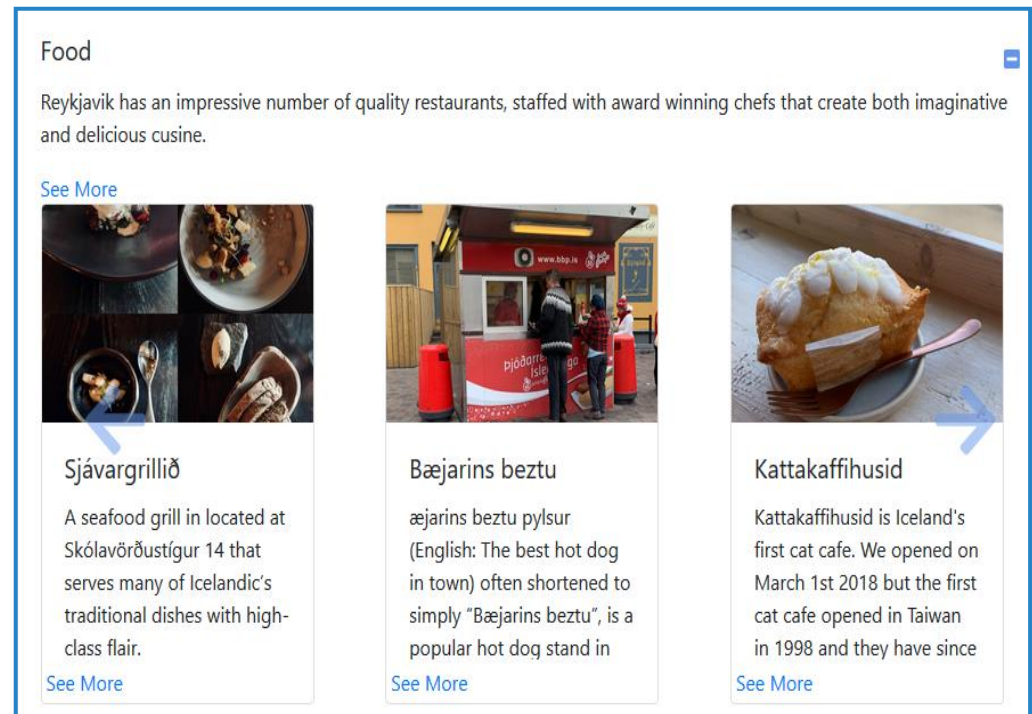 Food
Reykjavik has an impressive number of quality restaurants, staffed with award winning chefs that create both imaginative
and delicious cusine.
See More
www.bbp.is
Þjóðarré
Sjávargrillið
A seafood grill in located at
Skólavörðustígur 14 that
serves many of Icelandic’s
traditional dishes with high-
class flair.
See More
Bæjarins beztu
æjarins beztu pylsur
(English: The best hot dog
in town) often shortened to
simply “Bæjarins beztu”, is a
popular hot dog stand in
See More
Kattakaffihusid
Kattakaffihusid is Iceland's
first cat cafe. We opened on
March 1st 2018 but the first
cat cafe opened in Taiwan
in 1998 and they have since
See More